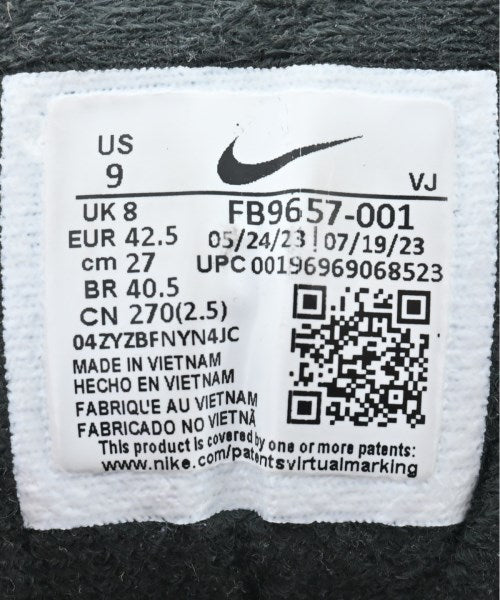 US
9
VJ
UK 8
FB9657-001
EUR 42.5
05/24/23 | 07/19/23
cm 27
UPC 00196969068523
BR 40.5
CN 270(2.5)
04ZYZBFNYN4JC
MADE IN VIETNAM
HECHO EN VIETNAM
FABRIQUE AU VIETNAM
FABRICADO NO VIETNÃ
This product is covered by one or more patents:
www.nike.com/patentsvirtualmarking